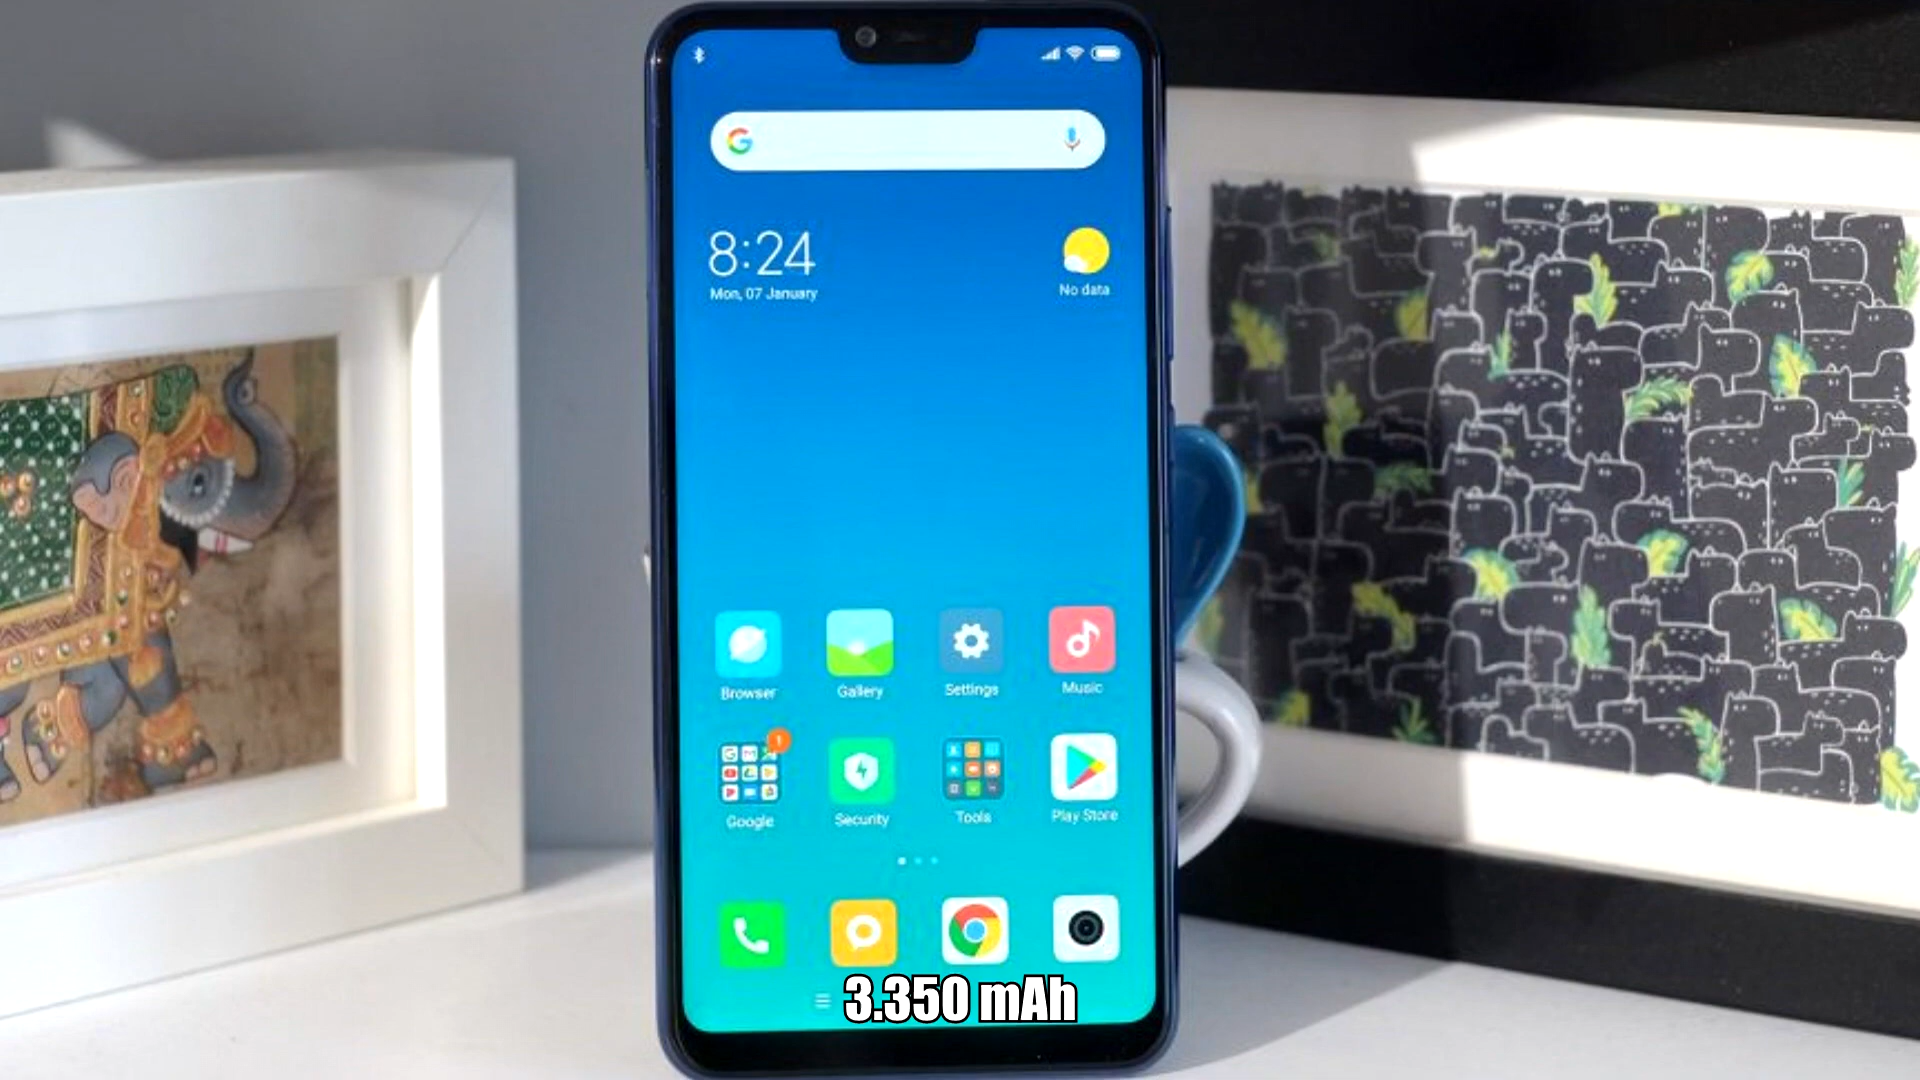 8:24
Mon, 07 January
No data
Browser
Gallery
Settings
Music
1
Google
Security
Tools
Play Store
3.350 mAh